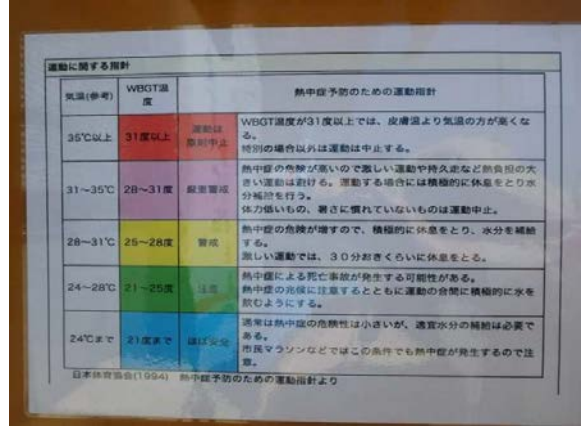 運動に関する指針
気温(参考)
WBGT温
度
熱中症予防のための運動指針
35℃以上
31度以上
運動は
原則中止
WBGT温度が31度以上では、皮膚温より気温の方が高くな
る。
特別の場合以外は運動は中止する。
31～35℃
28～31度
厳重警戒
熱中症の危険が高いので激しい運動や持久走など熱負担の大
きい運動は避ける。運動する場合には積極的に休息をとり水
分補給を行う。
体力低いもの、暑さに慣れていないものは運動中止。
28～31℃
25～28度
警戒
熱中症の危険が増すので、積極的に休息をとり、水分を補給
する。
激しい運動では、30分おきくらいに休息をとる。
24～28℃
21～25度
注意
熱中症による死亡事故が発生する可能性がある。
熱中症の兆候に注意するとともに運動の合間に積極的に水を
飲むようにする。
24℃まで
21度まで
ほぼ安全
通常は熱中症の危険性は小さいが、適宜水分の補給は必要で
ある。
市民マラソンなどではこの条件でも熱中症が発生するので注
意。
日本体育協会(1994) 熱中症予防のための運動指針より